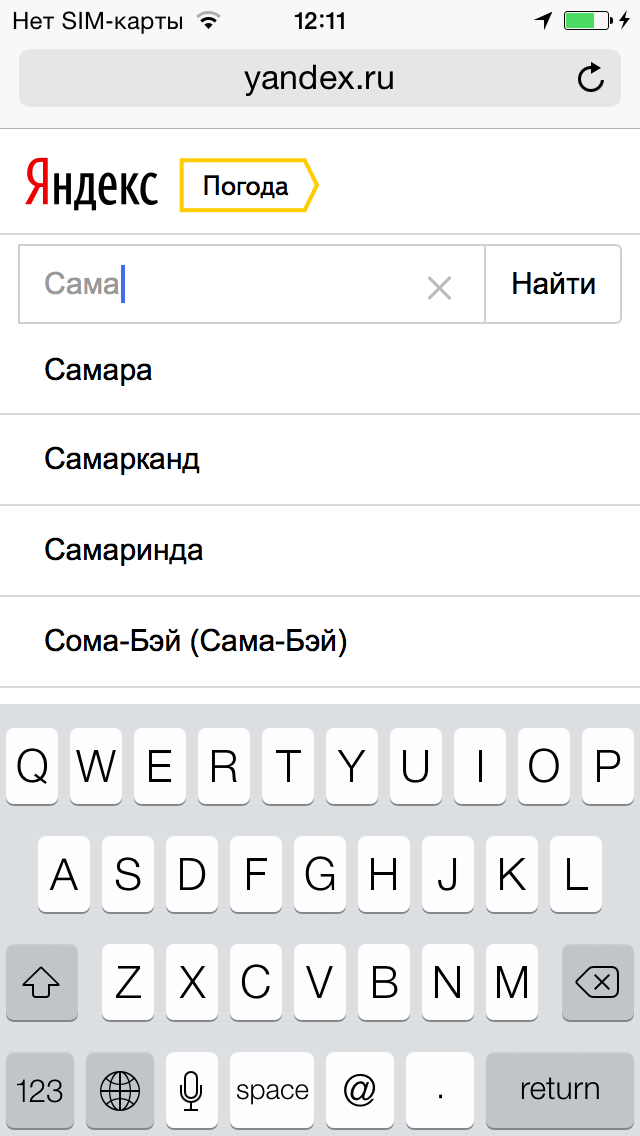 Нет SIM-карты 12:11
yandex.ru
Яндекс Погода
Сама Найти
Самара
Самарканд
Самаринда
Сома-Бэй (Сама-Бэй)
Q W E R T Y U I O P
A S D F G H J K L
Z X C V B N M
123 space @ . return